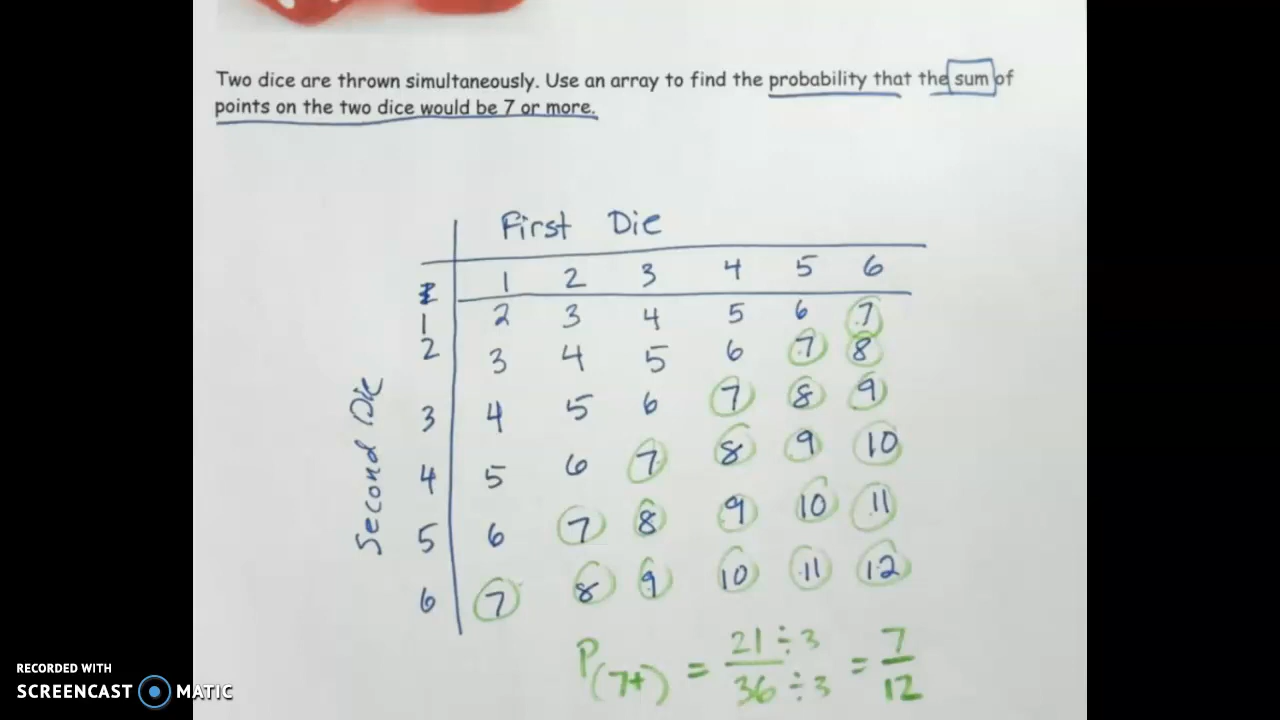 Two dice are thrown simultaneously. Use an array to find the probability that the sum of
points on the two dice would be 7 or more.
First Die
1 2 3 4 5 6
1 2 3 4 5 6 7
2 3 4 5 6 7 8
Second Die
3 4 5 6 7 8 9
4 5 6 7 8 9 10
5 6 7 8 9 10 11
6 7 8 9 10 11 12
P(7+) = 21÷3 / 36÷3 = 7/12
RECORDED WITH
SCREENCAST MATIC